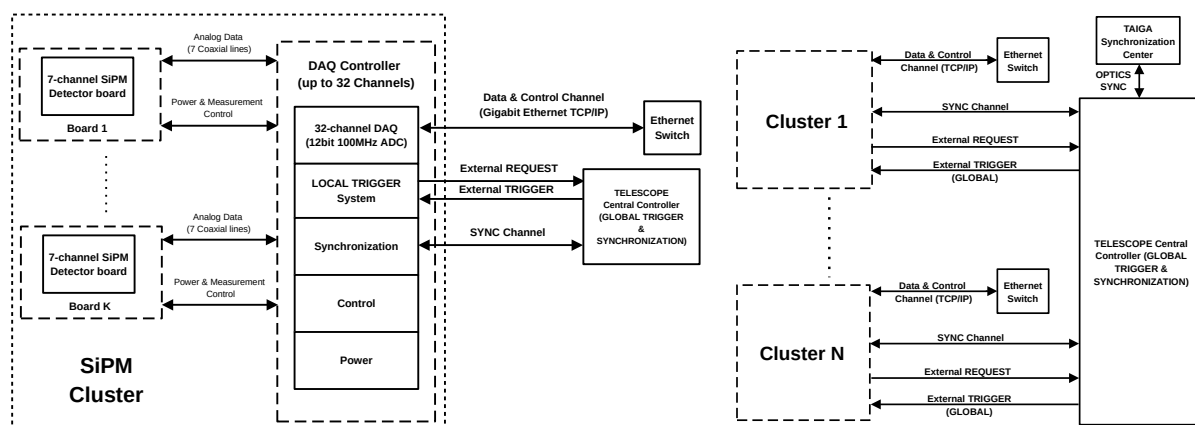 Analog Data
(7 Coaxial lines)
7-channel SiPM
Detector board
Board 1
Power & Measurement
Control
Analog Data
(7 Coaxial lines)
7-channel SiPM
Detector board
Board K
Power & Measurement
Control
SiPM
Cluster
DAQ Controller
(up to 32 Channels)
32-channel DAQ
(12bit 100MHz ADC)
LOCAL TRIGGER
System
Synchronization
Control
Power
Data & Control Channel
(Gigabit Ethernet TCP/IP)
Ethernet
Switch
External REQUEST
External TRIGGER
SYNC Channel
TELESCOPE
Central Controller
(GLOBAL TRIGGER
&
SYNCHRONIZATION)
Cluster 1
Data & Control
Channel (TCP/IP)
Ethernet
Switch
SYNC Channel
External REQUEST
External TRIGGER
(GLOBAL)
Cluster N
Data & Control
Channel (TCP/IP)
Ethernet
Switch
SYNC Channel
External REQUEST
External TRIGGER
(GLOBAL)
TAIGA
Synchronization
Center
OPTICS
SYNC
TELESCOPE Central
Controller (GLOBAL
TRIGGER &
SYNCHRONIZATION)